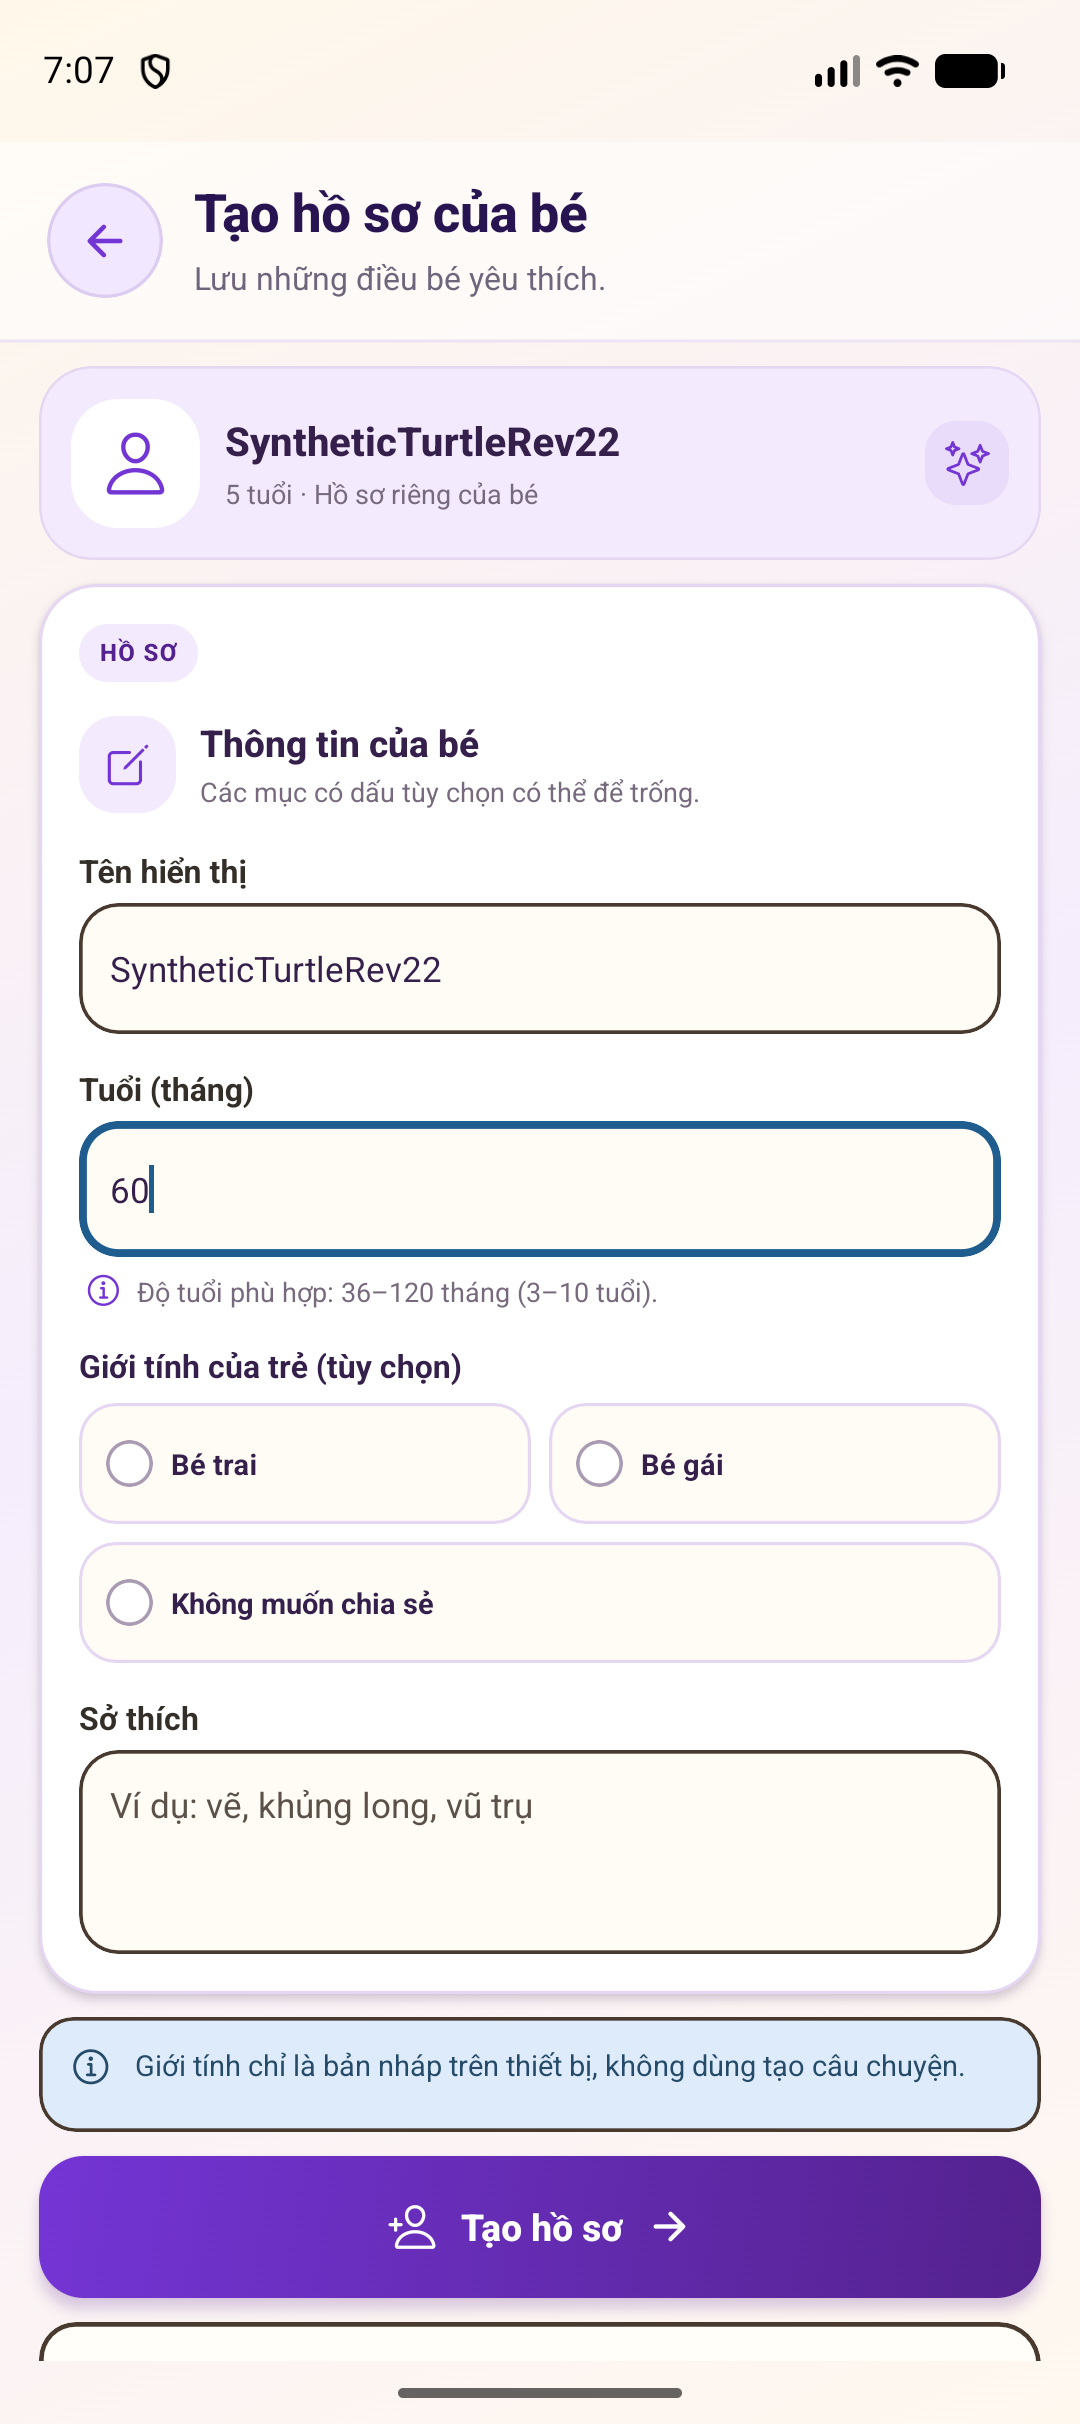 7:07
Tạo hồ sơ của bé
Lưu những điều bé yêu thích.
SyntheticTurtleRev22
5 tuổi · Hồ sơ riêng của bé
HỒ SƠ
Thông tin của bé
Các mục có dấu tùy chọn có thể để trống.
Tên hiển thị
SyntheticTurtleRev22
Tuổi (tháng)
60
Độ tuổi phù hợp: 36–120 tháng (3–10 tuổi).
Giới tính của trẻ (tùy chọn)
Bé trai
Bé gái
Không muốn chia sẻ
Sở thích
Ví dụ: vẽ, khủng long, vũ trụ
Giới tính chỉ là bản nháp trên thiết bị, không dùng tạo câu chuyện.
Tạo hồ sơ